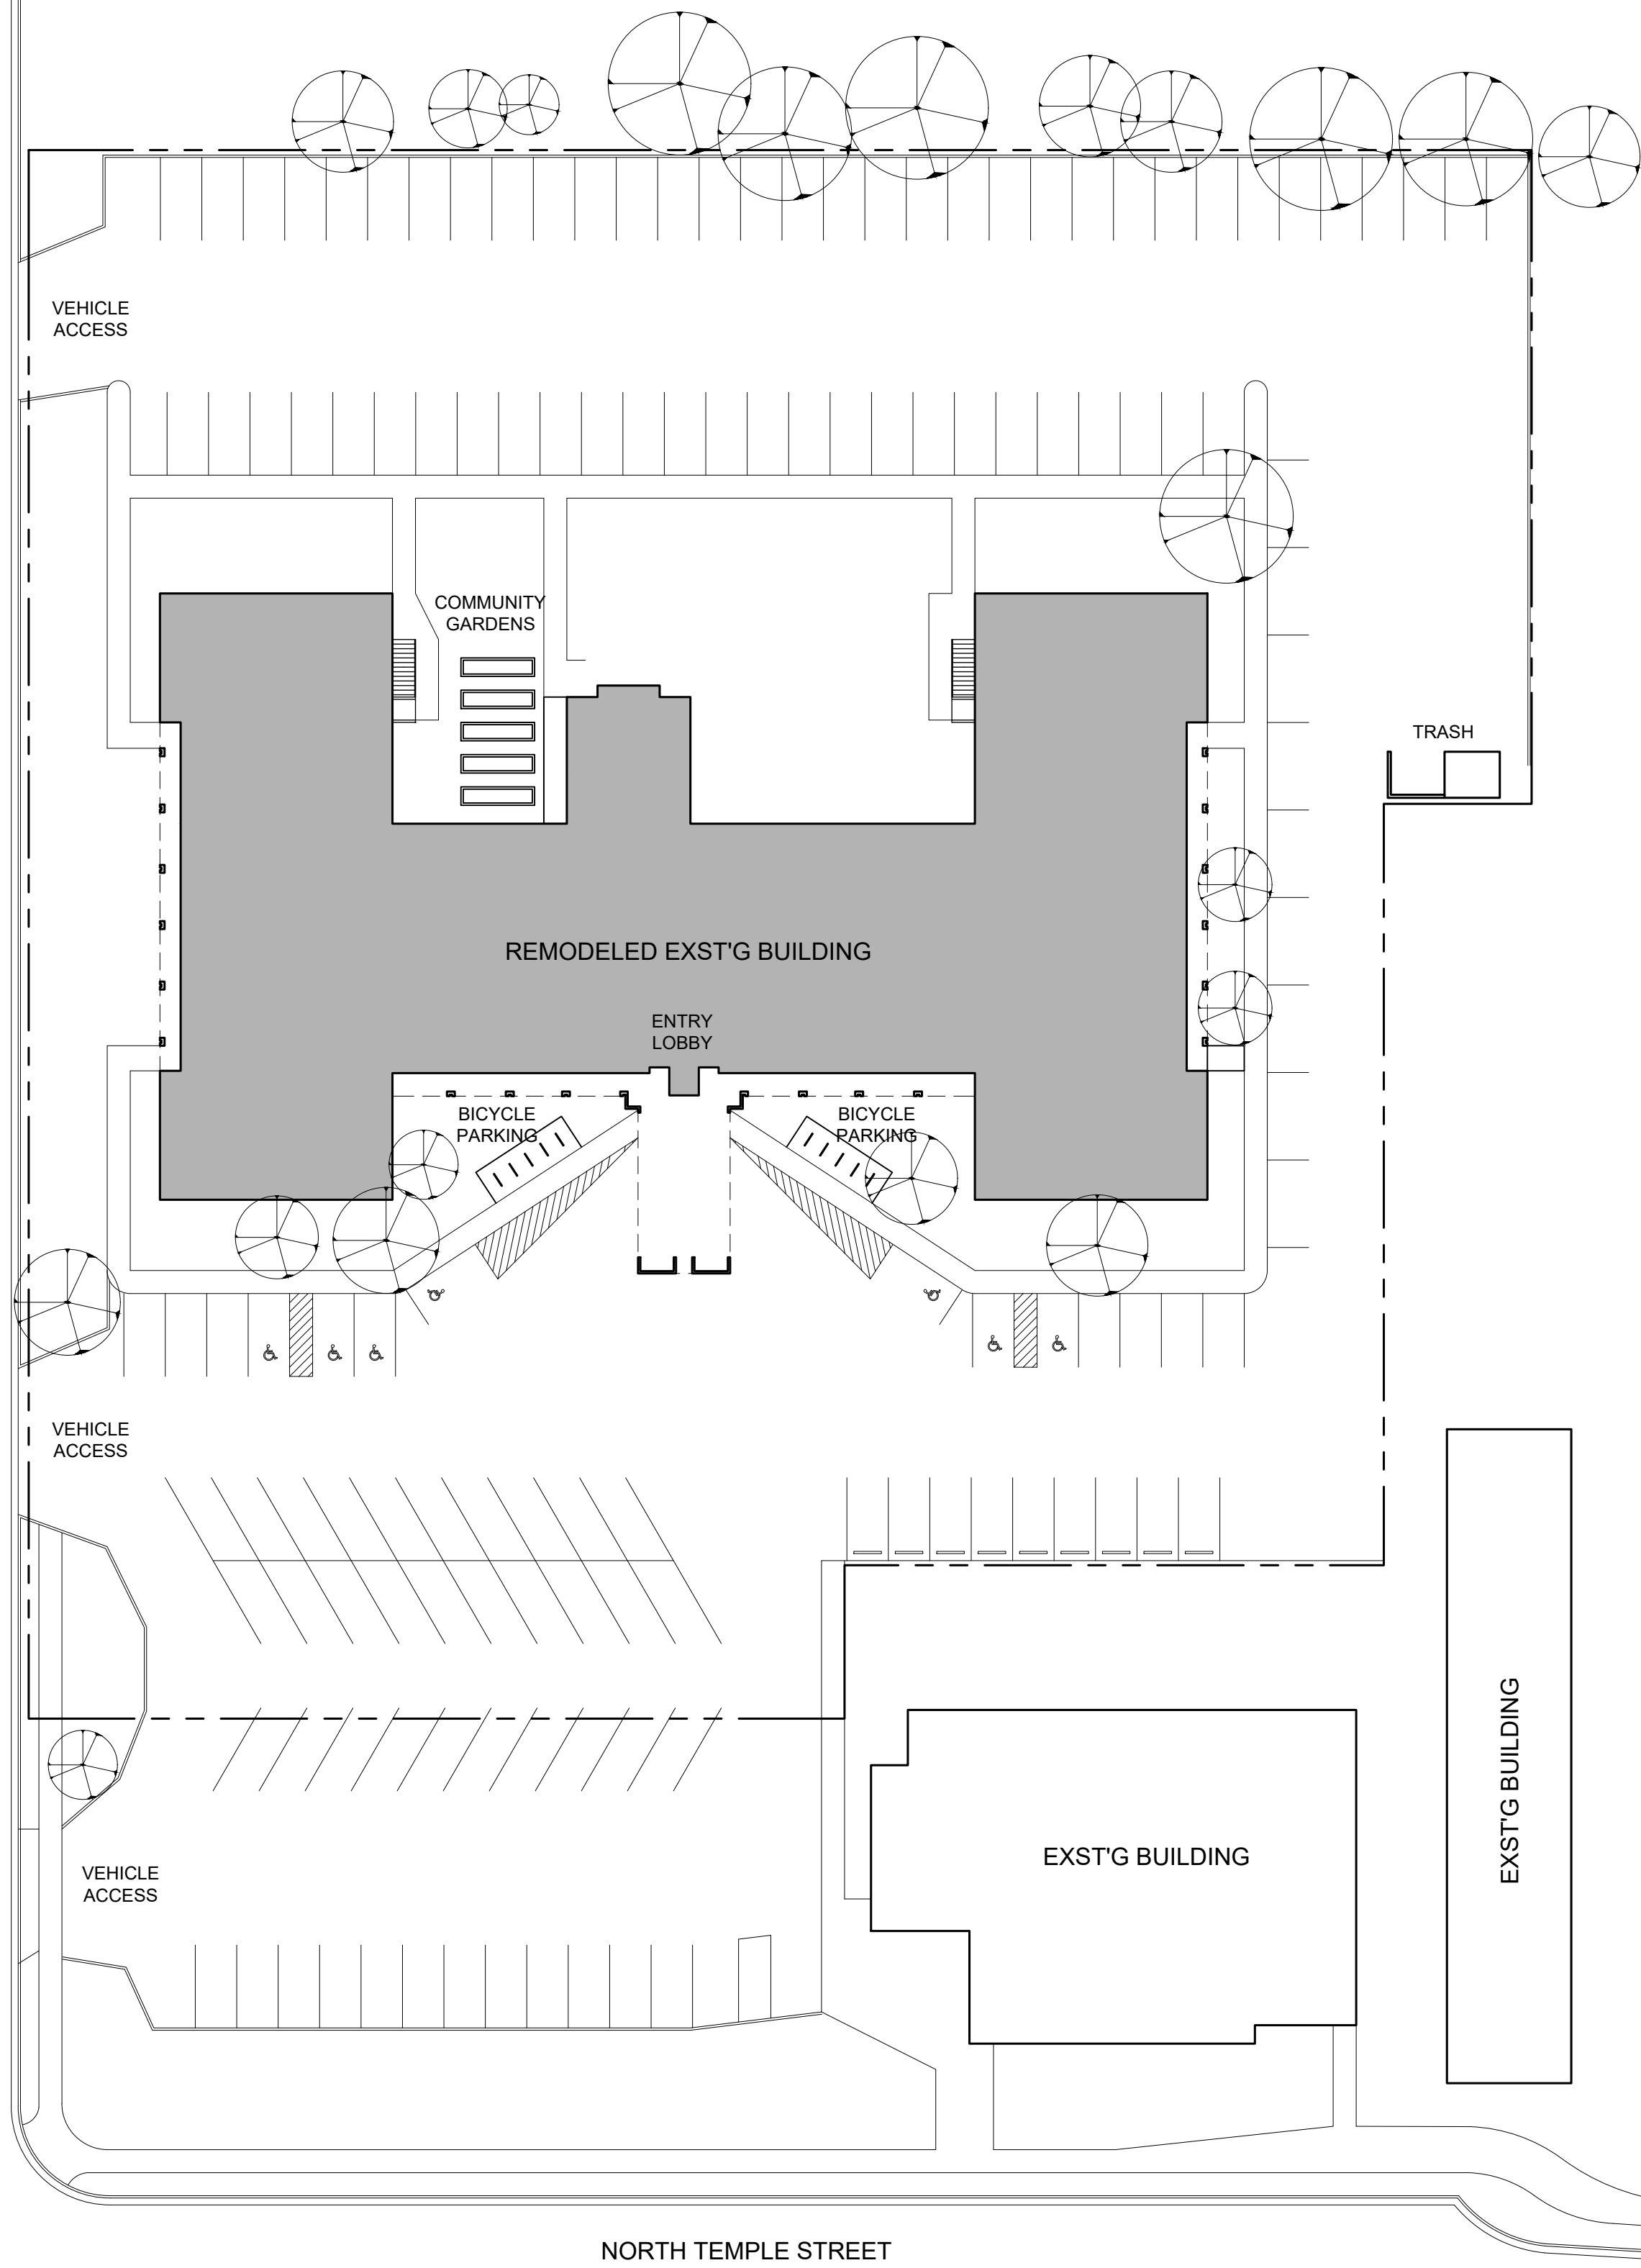 VEHICLE
ACCESS
COMMUNITY
GARDENS
TRASH
REMODELED EXST'G BUILDING
ENTRY
LOBBY
BICYCLE
PARKING
BICYCLE
PARKING
VEHICLE
ACCESS
EXST'G BUILDING
EXST'G BUILDING
VEHICLE
ACCESS
NORTH TEMPLE STREET